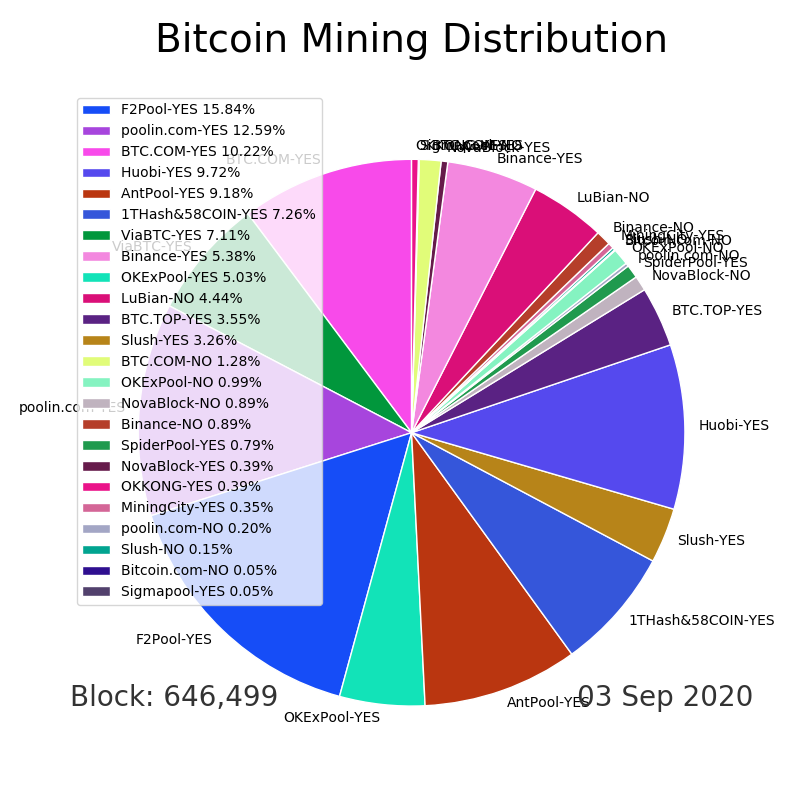 Bitcoin Mining Distribution
F2Pool-YES 15.84%
poolin.com-YES 12.59%
BTC.COM-YES 10.22%
Huobi-YES 9.72%
AntPool-YES 9.18%
1THash&58COIN-YES 7.26%
ViaBTC-YES 7.11%
Binance-YES 5.38%
OKExPool-YES 5.03%
LuBian-NO 4.44%
BTC.TOP-YES 3.55%
Slush-YES 3.26%
BTC.COM-NO 1.28%
OKExPool-NO 0.99%
NovaBlock-NO 0.89%
Binance-NO 0.89%
SpiderPool-YES 0.79%
NovaBlock-YES 0.39%
OKKONG-YES 0.39%
MiningCity-YES 0.35%
poolin.com-NO 0.20%
Slush-NO 0.15%
Bitcoin.com-NO 0.05%
Sigmapool-YES 0.05%
BTC.COM-YES
ViaBTC-YES
poolin.com-YES
F2Pool-YES
OKExPool-YES
AntPool-YES
1THash&58COIN-YES
Slush-YES
Huobi-YES
BTC.TOP-YES
NovaBlock-NO
SpiderPool-YES
poolin.com-NO
OKExPool-NO
MiningCity-YES
Binance-NO
LuBian-NO
Binance-YES
NovaBlock-YES
Block: 646,499
03 Sep 2020